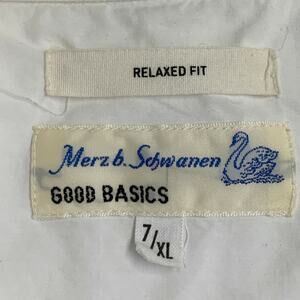 RELAXED FIT
Merz b. Schwanen
GOOD BASICS
7/XL